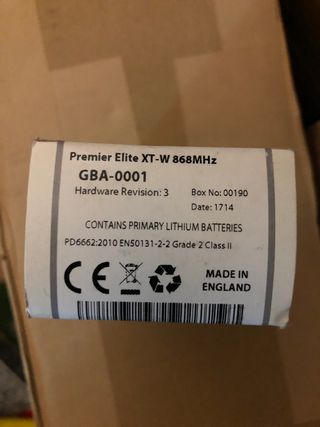 Premier Elite XT-W 868MHz
GBA-0001
Hardware Revision: 3 Box No: 00190
Date: 1714
CONTAINS PRIMARY LITHIUM BATTERIES
PD6662:2010 EN50131-2-2 Grade 2 Class II
CE
MADE IN
ENGLAND